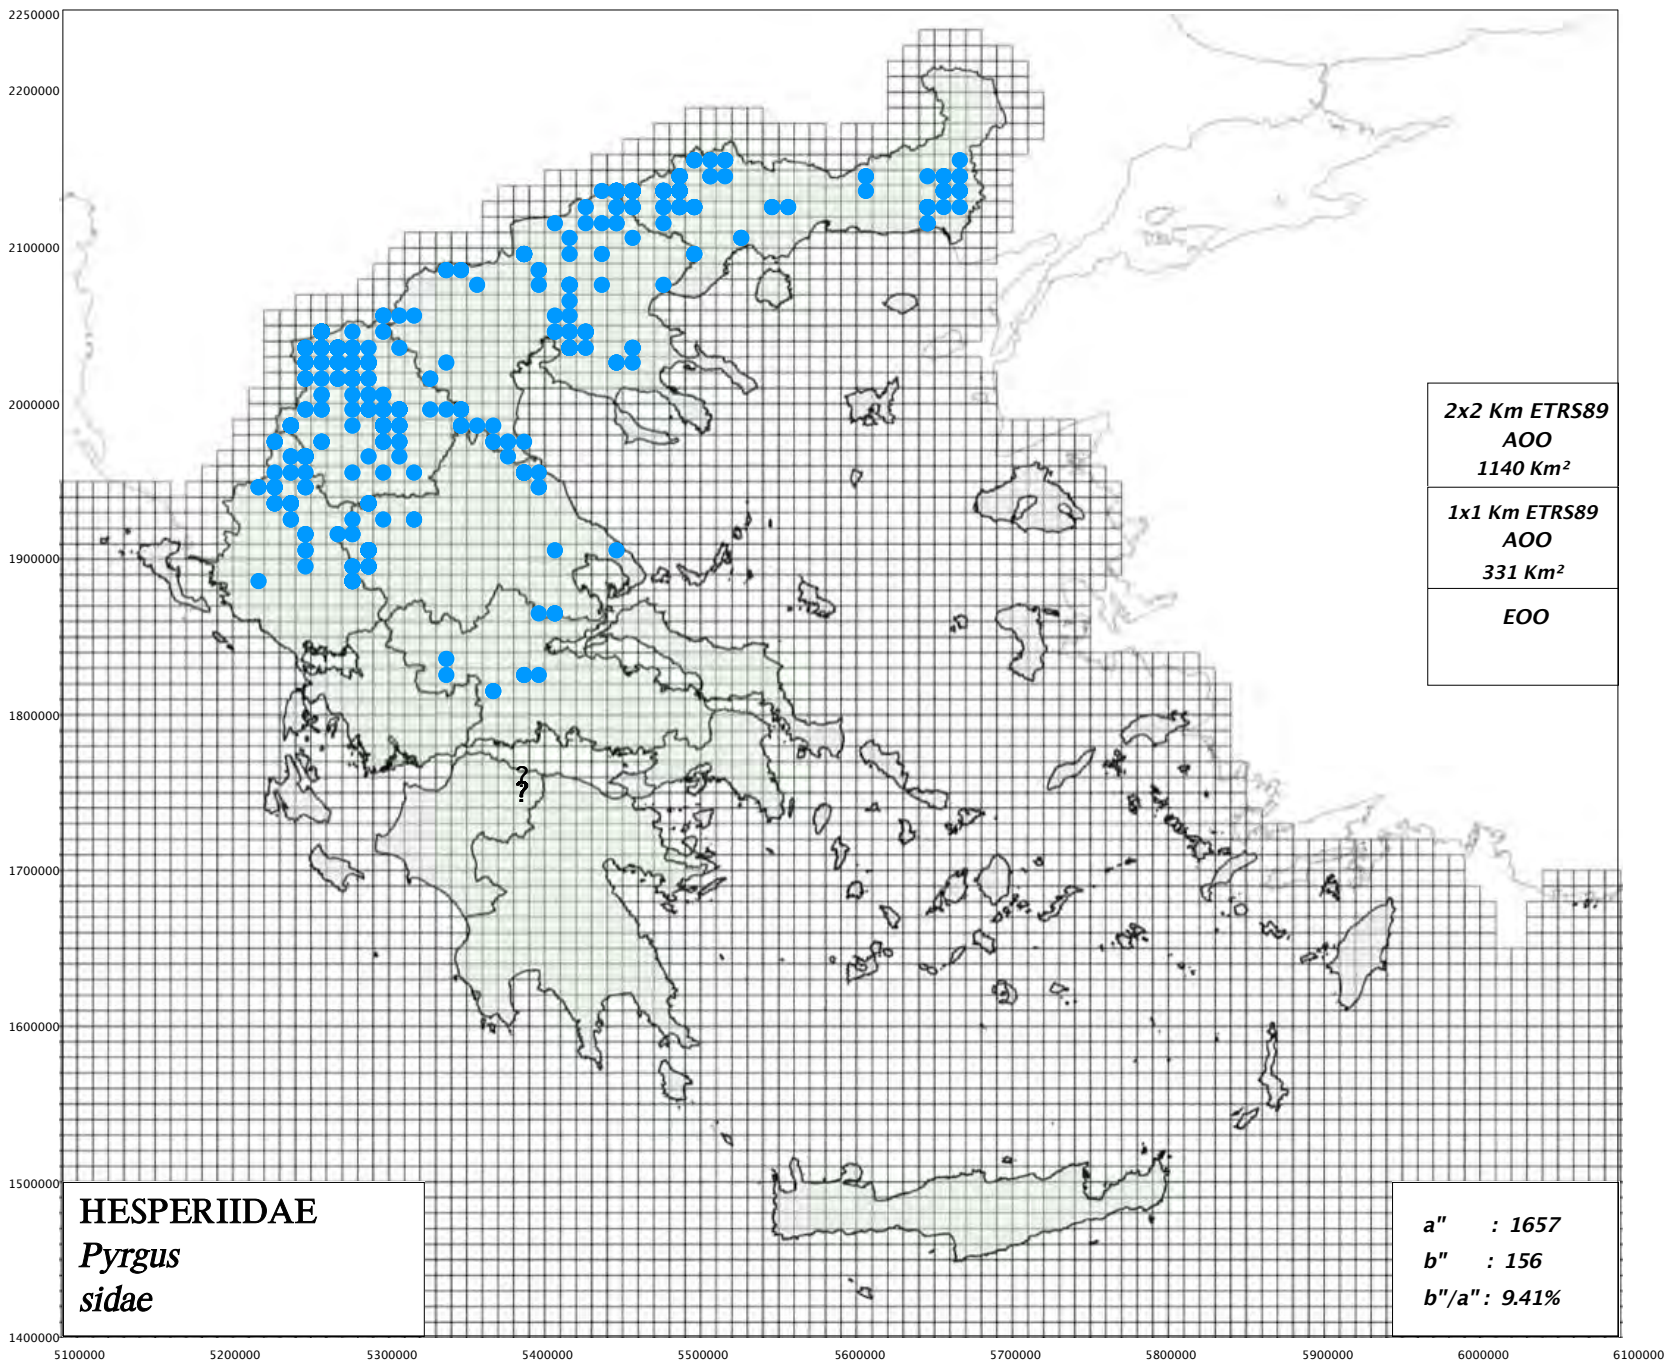 2250000
2200000
2100000
2000000
1900000
1800000
1700000
1600000
1500000
1400000
5100000 5200000 5300000 5400000 5500000 5600000 5700000 5800000 5900000 6000000 6100000
2x2 Km ETRS89
AOO
1140 Km²
1x1 Km ETRS89
AOO
331 Km²
EOO
?
?
HESPERIIDAE
Pyrgus
sidae
a" : 1657
b" : 156
b"/a" : 9.41%